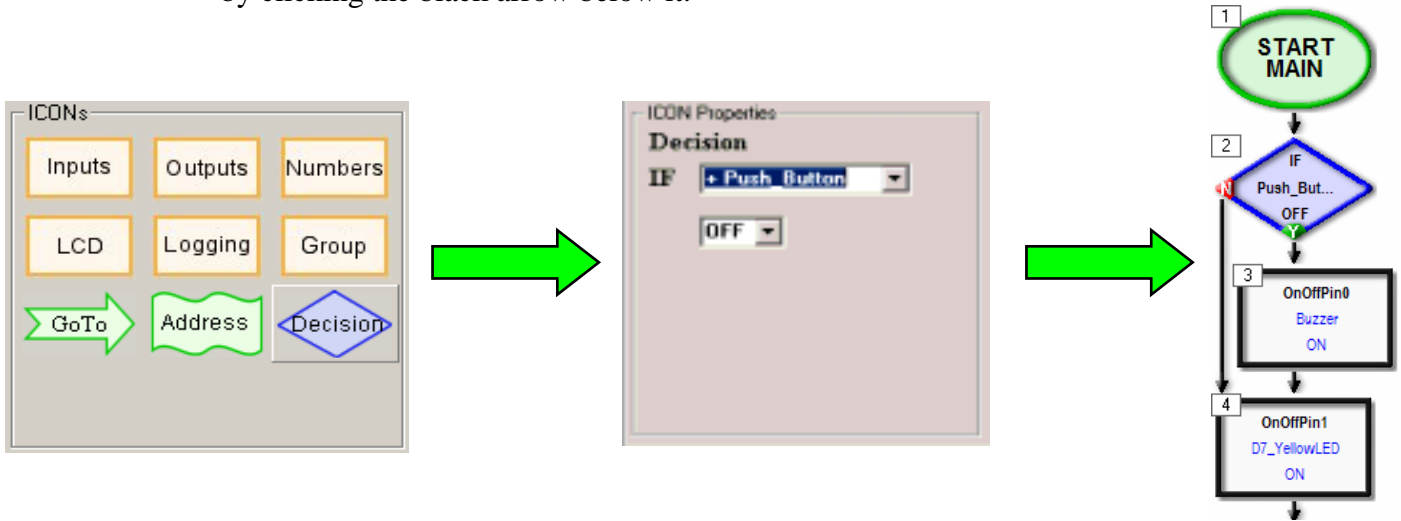 ICONs
Inputs
Outputs
Numbers
LCD
Logging
Group
GoTo
Address
Decision
ICON Properties
Decision
IF + Push_Button
OFF
1
START
MAIN
2
IF
Push_But...
OFF
N
Y
3
OnOffPin0
Buzzer
ON
4
OnOffPin1
D7_YellowLED
ON